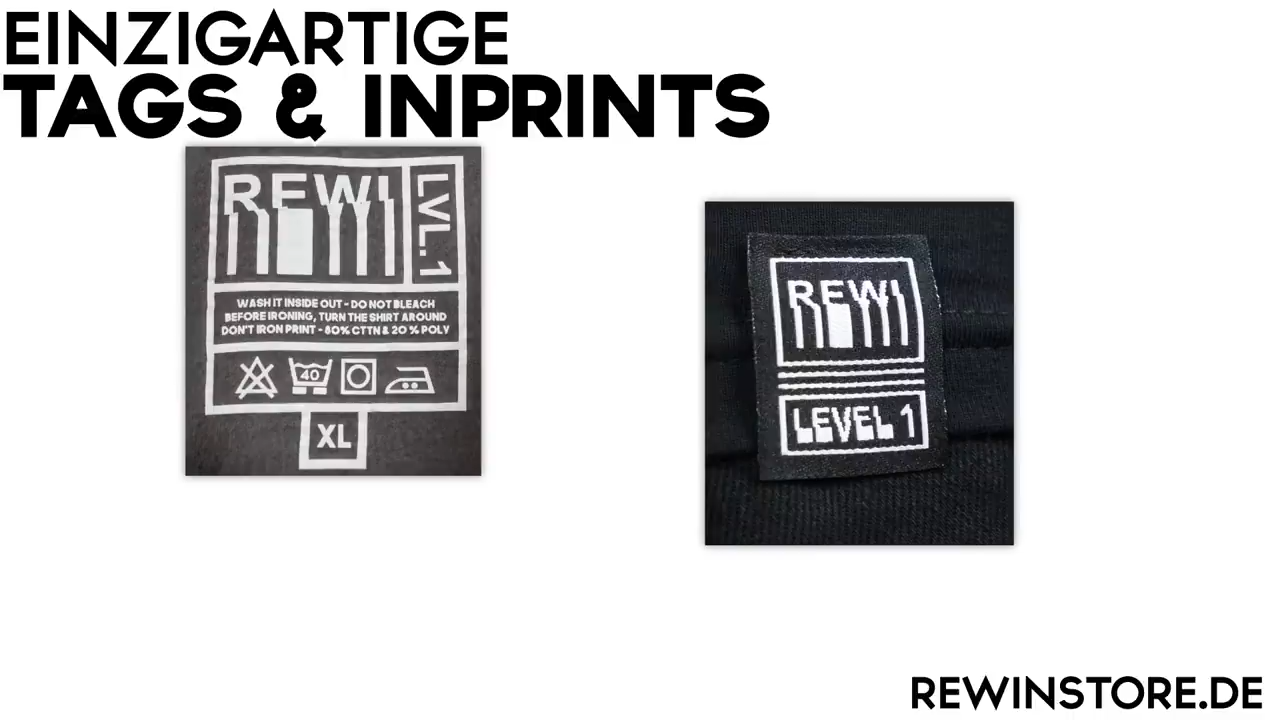 EINZIGARTIGE
TAGS & INPRINTS
REWI
LVL.1
WASH IT INSIDE OUT - DO NOT BLEACH
BEFORE IRONING, TURN THE SHIRT AROUND
DON'T IRON PRINT - 80% CTTN & 20 % POLY
40
XL
REWI
LEVEL 1
REWINSTORE.DE